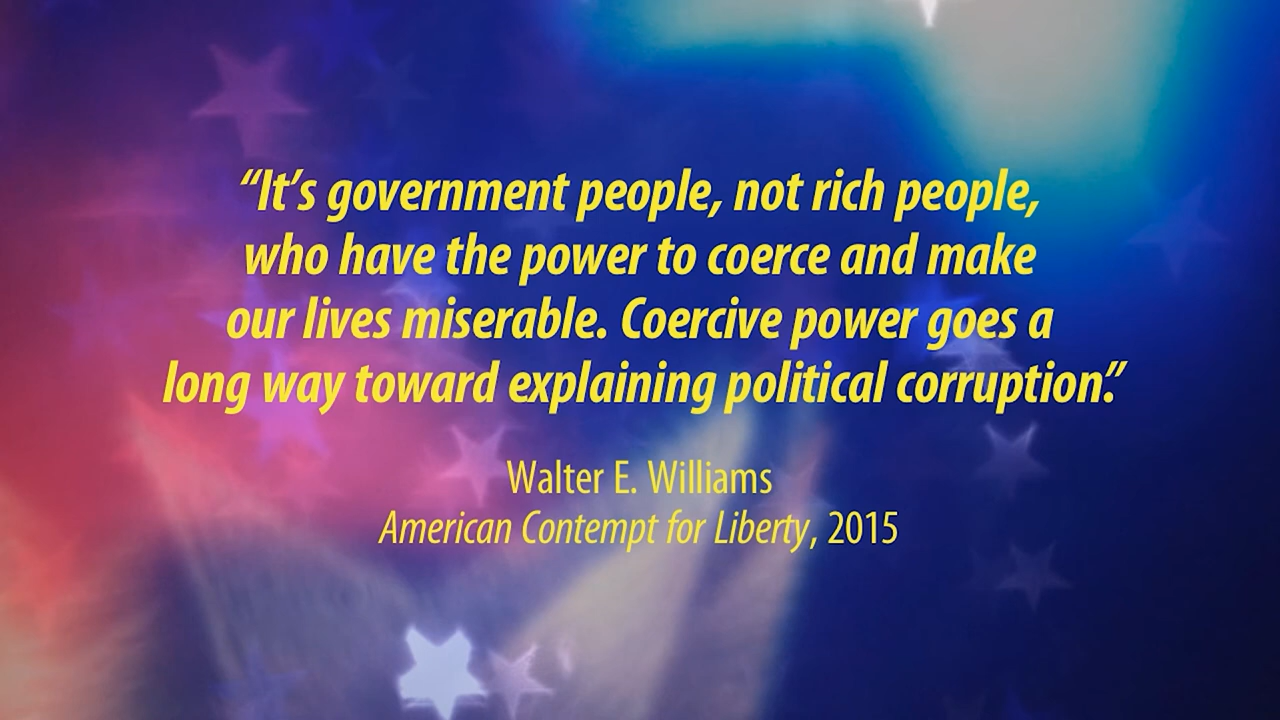 “It’s government people, not rich people,
who have the power to coerce and make
our lives miserable. Coercive power goes a
long way toward explaining political corruption.”
Walter E. Williams
American Contempt for Liberty, 2015